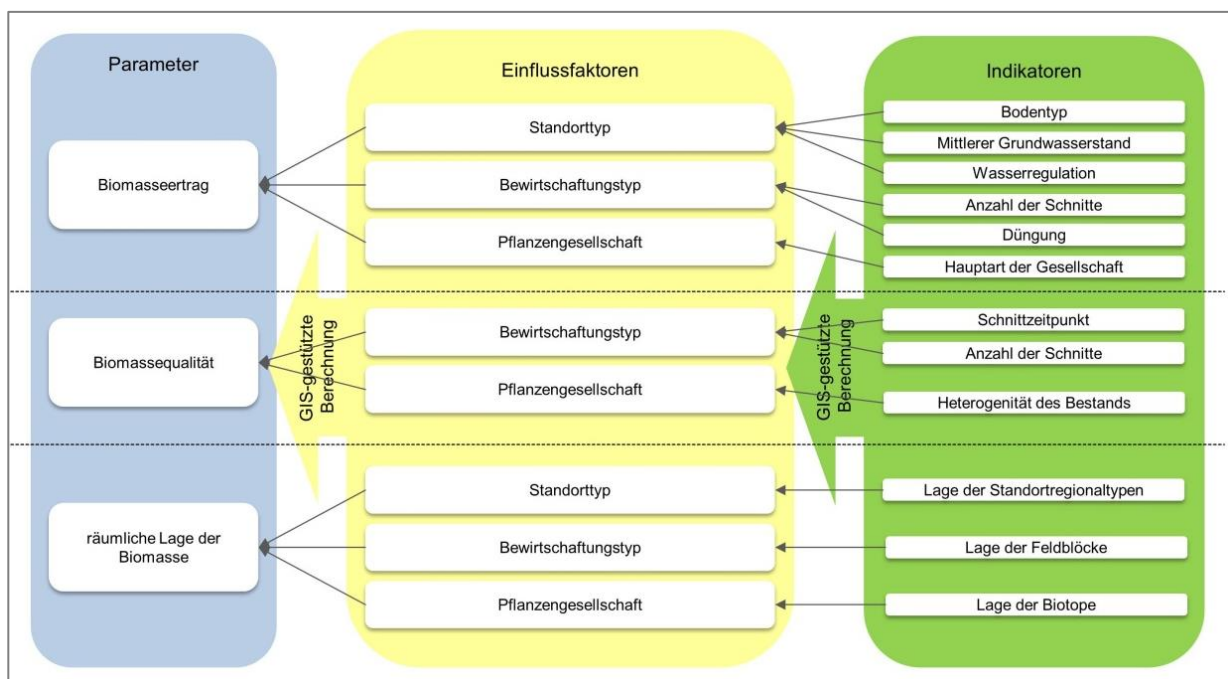 Parameter
Einflussfaktoren
Indikatoren
Biomasseertrag
Standorttyp
Bewirtschaftungstyp
Pflanzengesellschaft
Bodentyp
Mittlerer Grundwasserstand
Wasserregulation
Anzahl der Schnitte
Düngung
Hauptart der Gesellschaft
Biomassequalität
GIS-gestützte
Berechnung
Bewirtschaftungstyp
Pflanzengesellschaft
GIS-gestützte
Berechnung
Schnittzeitpunkt
Anzahl der Schnitte
Heterogenität des Bestands
räumliche Lage der
Biomasse
Standorttyp
Bewirtschaftungstyp
Pflanzengesellschaft
Lage der Standortregionaltypen
Lage der Feldblöcke
Lage der Biotope